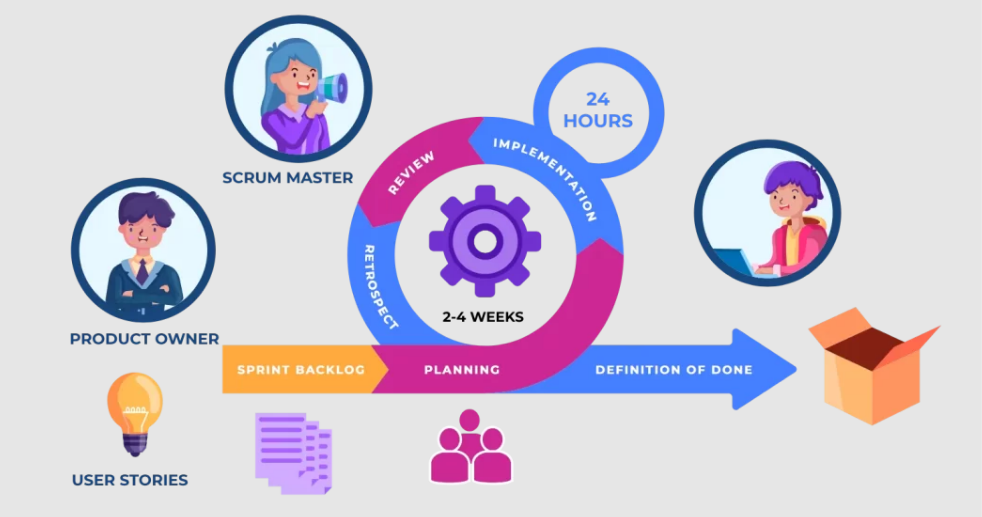 SCRUM MASTER
24
HOURS
IMPLEMENTATION
REVIEW
RETROSPECT
2-4 WEEKS
PRODUCT OWNER
SPRINT BACKLOG
PLANNING
DEFINITION OF DONE
USER STORIES